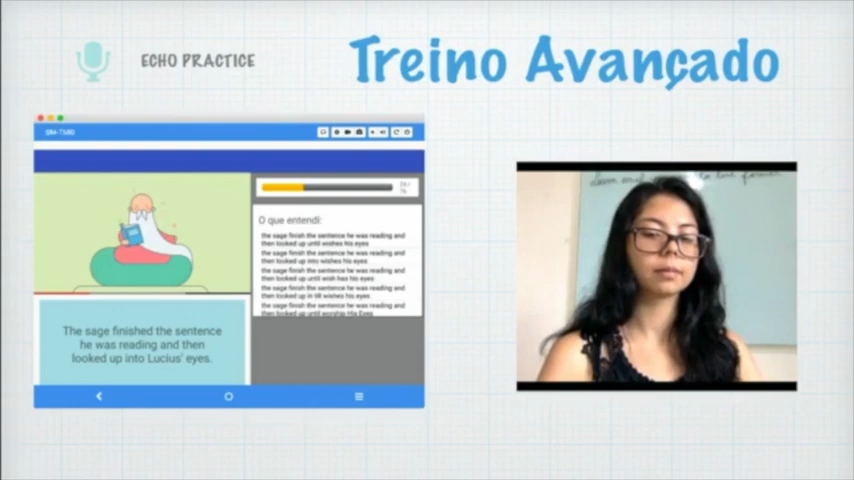 ECHO PRACTICE
Treino Avançado
SIM-7580
O que entendi:
the sage finish the sentence he was reading and
then looked up until wishes his eyes
the sage finish the sentence he was reading and
then looked up into wishes his eyes
the sage finish the sentence he was reading and
then looked up until wish has his eyes
the sage finish the sentence he was reading and
then looked up in till wishes his eyes
the sage finish the sentence he was reading and
then looked up until worship His Eyes
The sage finished the sentence
he was reading and then
looked up into Lucius' eyes.